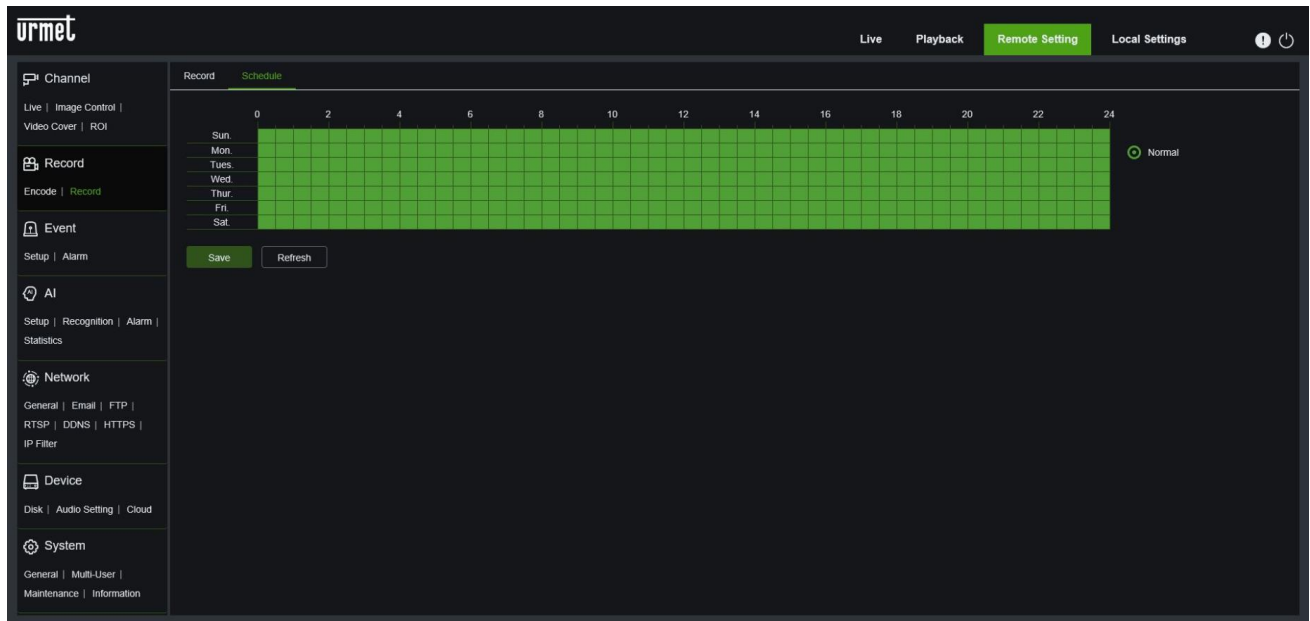 urmet
Live Playback Remote Setting Local Settings
Channel
Live | Image Control |
Video Cover | ROI
Record
Encode | Record
Event
Setup | Alarm
AI
Setup | Recognition | Alarm |
Statistics
Network
General | Email | FTP |
RTSP | DDNS | HTTPS |
IP Filter
Device
Disk | Audio Setting | Cloud
System
General | Multi-User |
Maintenance | Information
Record Schedule
0 2 4 6 8 10 12 14 16 18 20 22 24
Sun.
Mon.
Tues.
Wed.
Thur.
Fri.
Sat.
Normal
Save Refresh